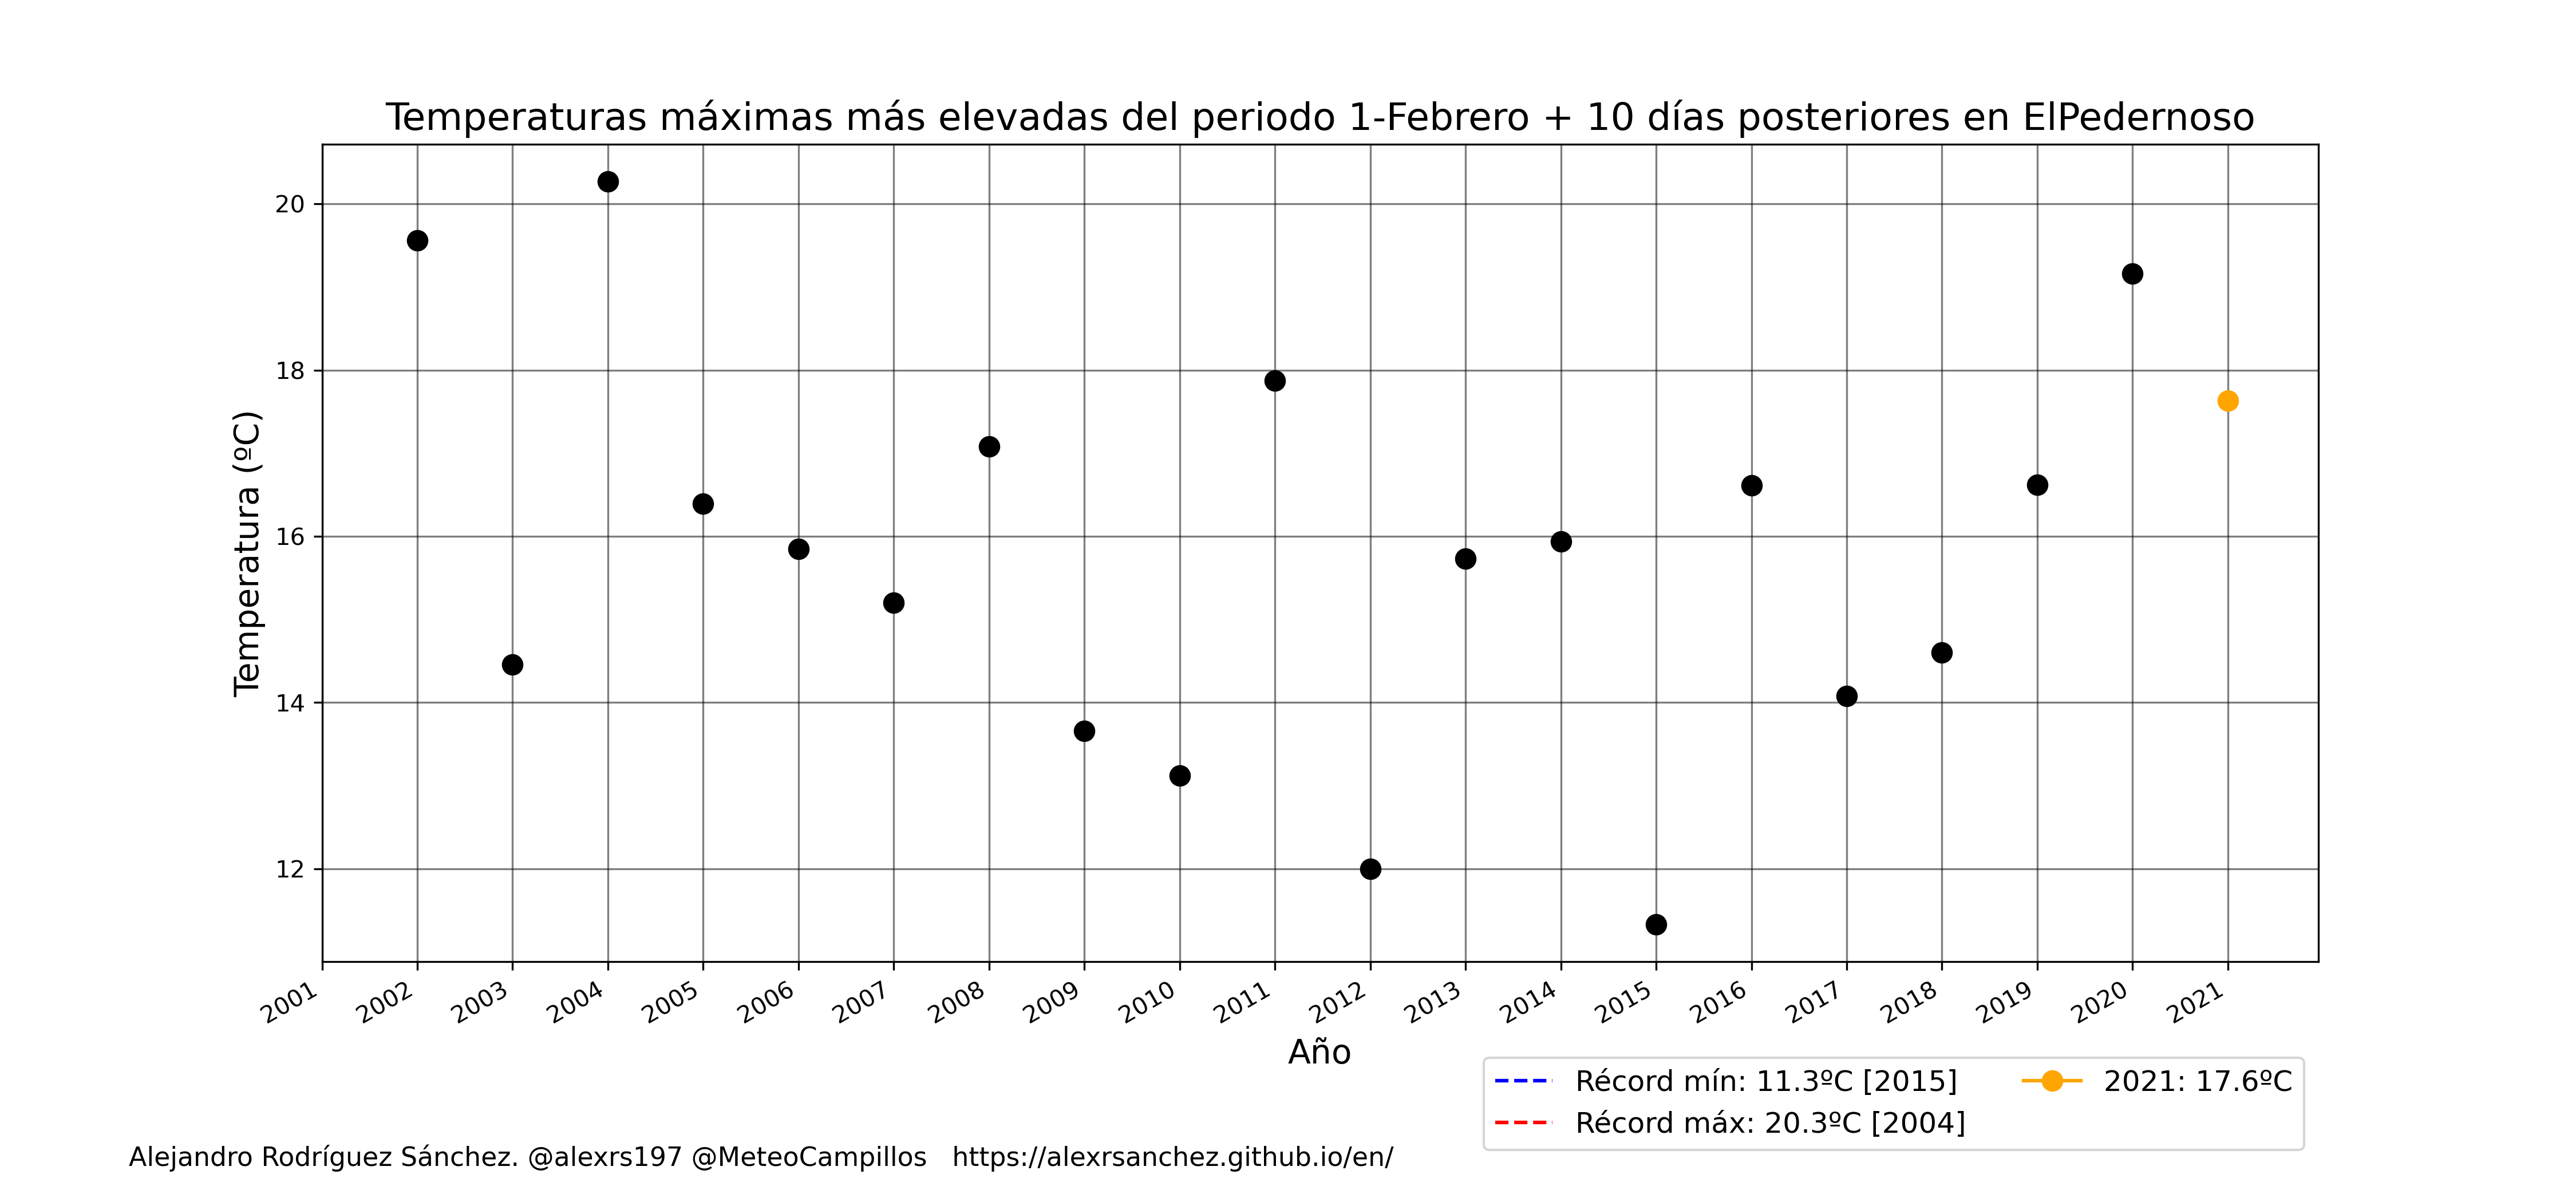 Temperaturas máximas más elevadas del periodo 1-Febrero + 10 días posteriores en ElPedernoso
Temperatura (ºC)
20
18
16
14
12
2001 2002 2003 2004 2005 2006 2007 2008 2009 2010 2011 2012 2013 2014 2015 2016 2017 2018 2019 2020 2021
Año
Récord mín: 11.3ºC [2015]
Récord máx: 20.3ºC [2004]
2021: 17.6ºC
Alejandro Rodríguez Sánchez. @alexrs197 @MeteoCampillos https://alexrsanchez.github.io/en/